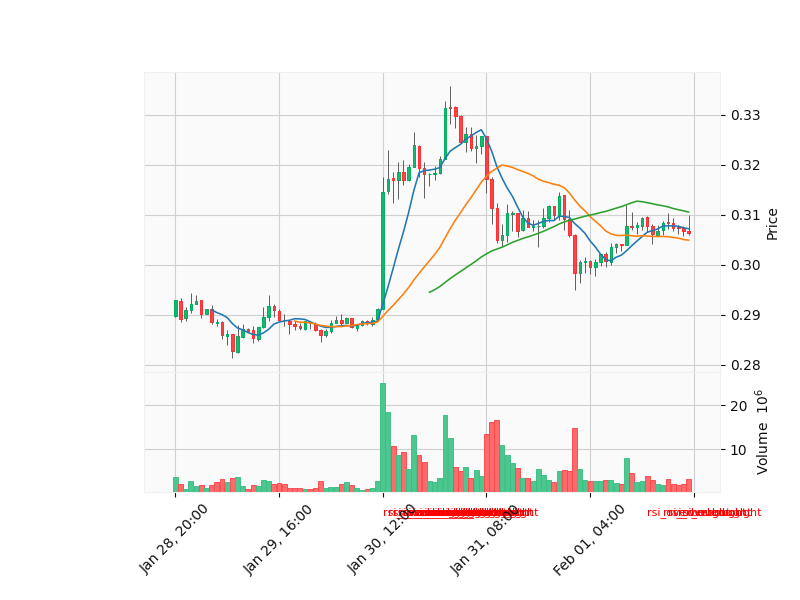 0.33
0.32
0.31
0.30
0.29
0.28
Price
20
10
Volume 10^6
Jan 28, 20:00
Jan 29, 16:00
Jan 30, 12:00
Jan 31, 08:00
Feb 01, 04:00